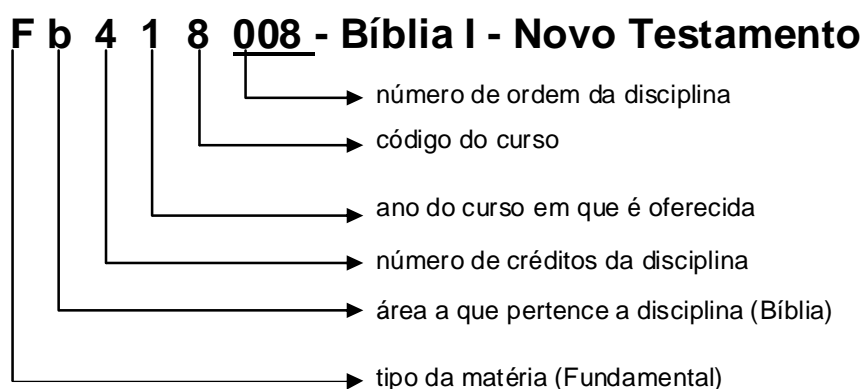 F b 4 1 8 008 - Bíblia I - Novo Testamento
número de ordem da disciplina
código do curso
ano do curso em que é oferecida
número de créditos da disciplina
área a que pertence a disciplina (Bíblia)
tipo da matéria (Fundamental)